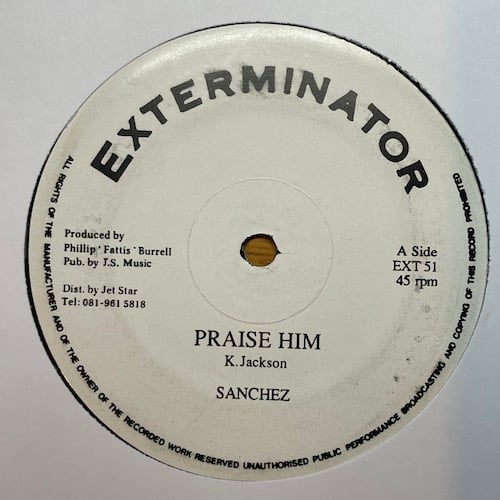 EXTERMINATOR
Produced by
Phillip 'Fattis' Burrell
Pub. by J.S. Music
Dist. by Jet Star
Tel: 081-961 5818
A Side
EXT 51
45 rpm
PRAISE HIM
K. Jackson
SANCHEZ
ALL RIGHTS OF THE MANUFACTURER AND OF THE OWNER OF THE RECORDED WORK RESERVED UNAUTHORISED PUBLIC PERFORMANCE BROADCASTING AND COPYING OF THIS RECORD PROHIBITED